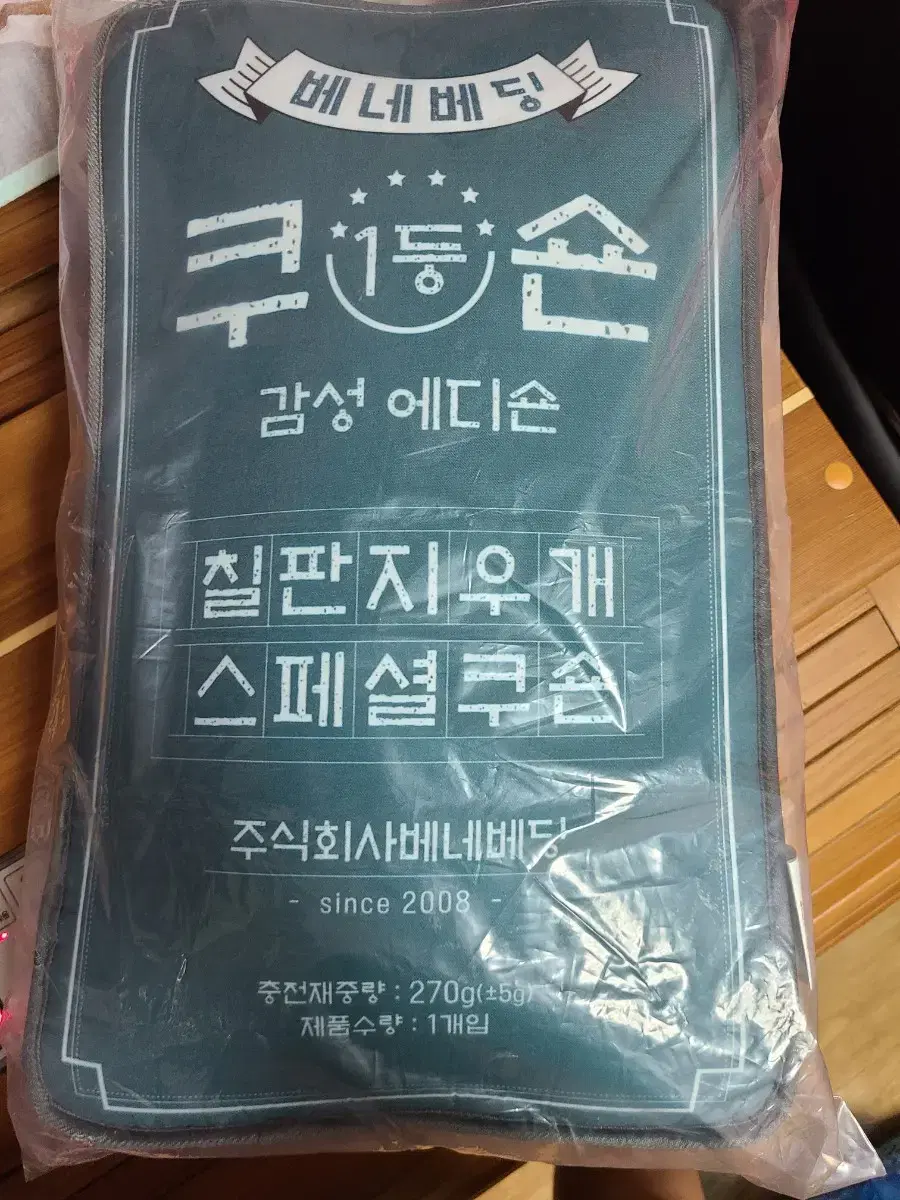 베네베딩
쿠1등숀
감성 에디숀
칠판지우개
스페셜쿠숀
주식회사베네베딩
- since 2008 -
충전재중량 : 270g(±5g)
제품수량 : 1개입